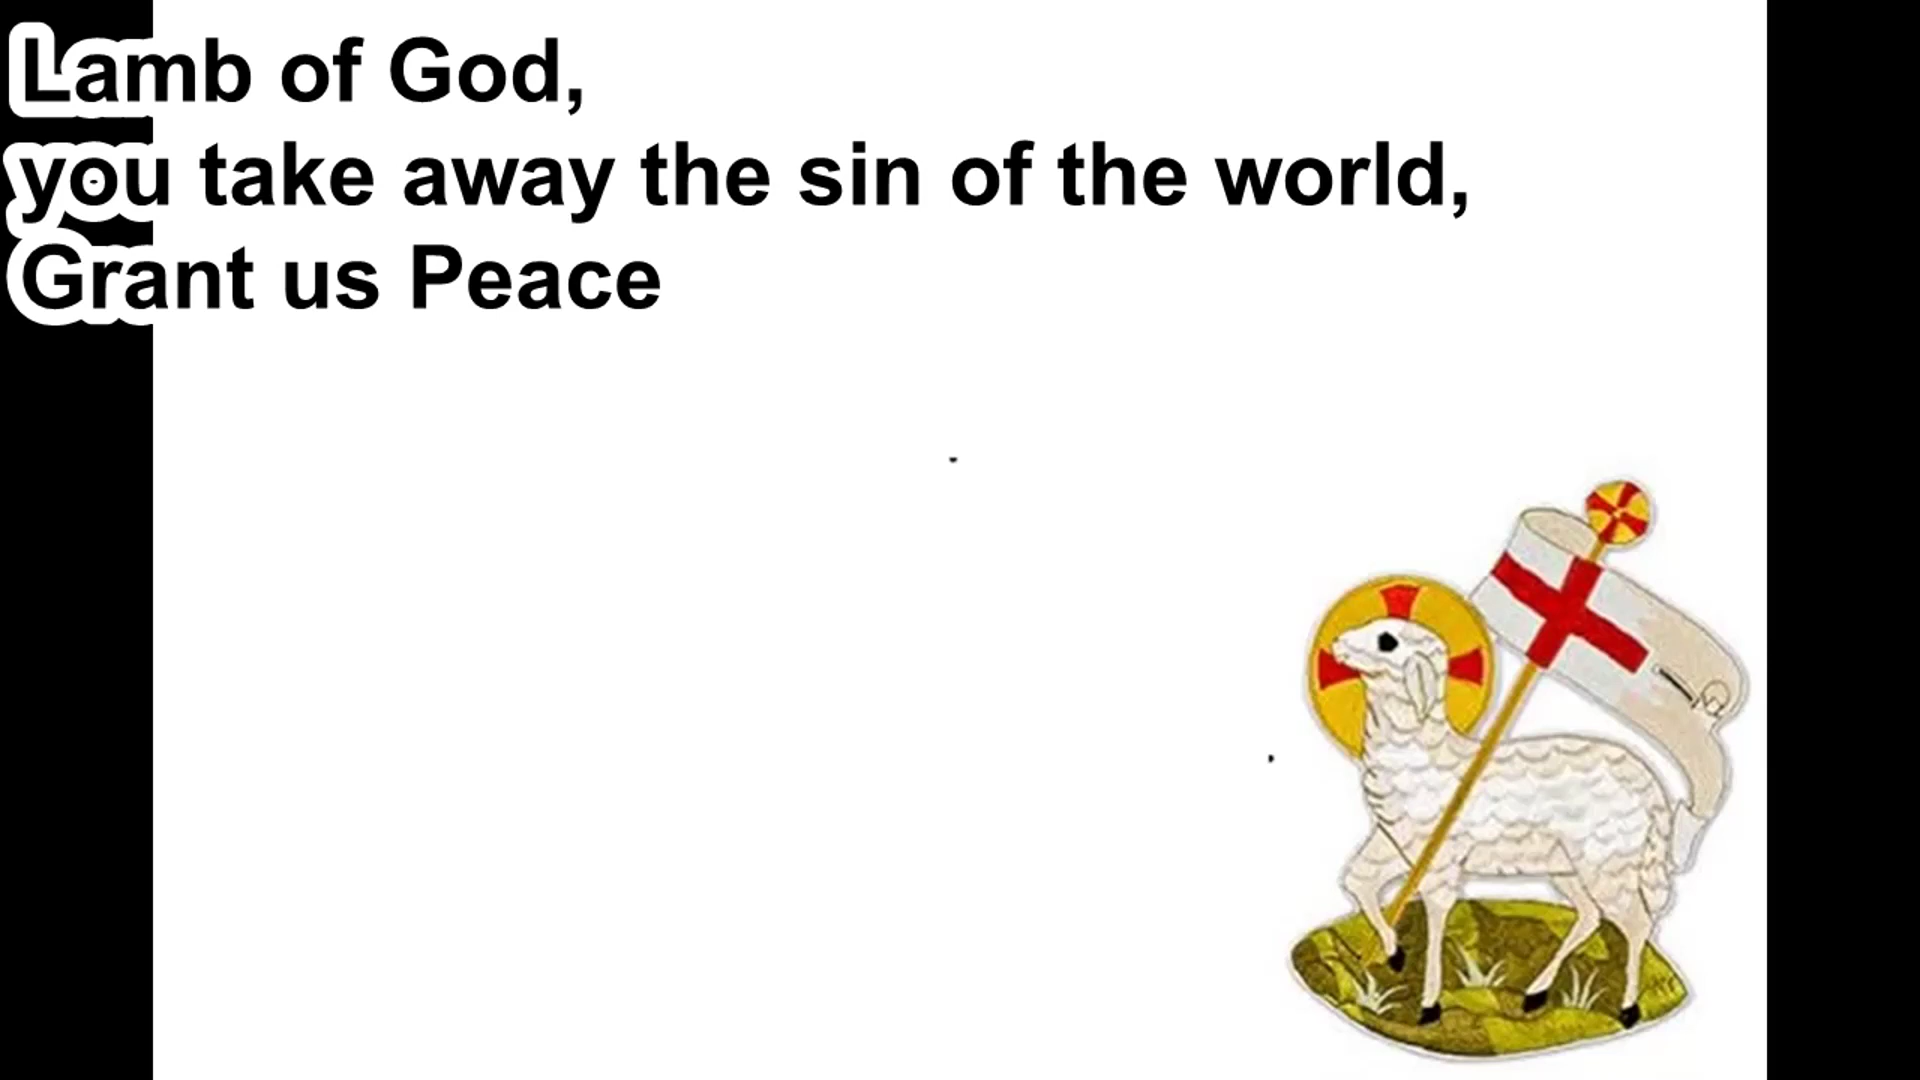 Lamb of God,
you take away the sin of the world,
Grant us Peace